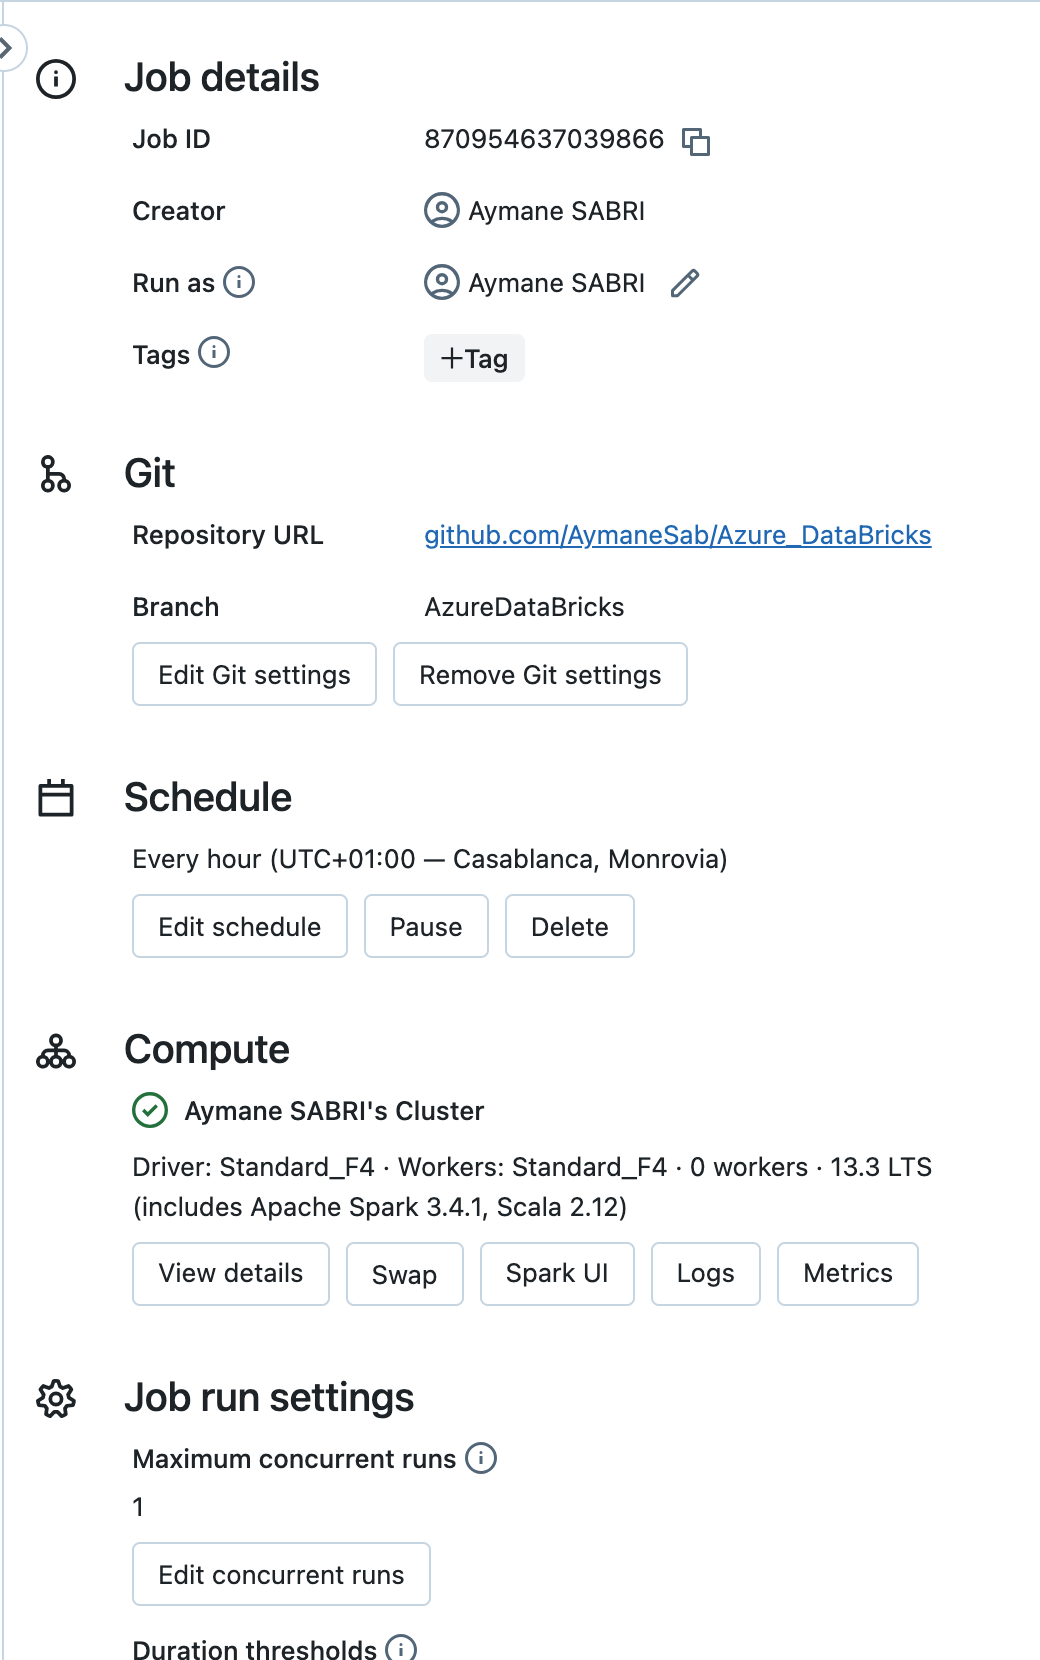 Job details
Job ID 870954637039866
Creator Aymane SABRI
Run as Aymane SABRI
Tags +Tag
Git
Repository URL github.com/AymaneSab/Azure_DataBricks
Branch AzureDataBricks
Edit Git settings Remove Git settings
Schedule
Every hour (UTC+01:00 — Casablanca, Monrovia)
Edit schedule Pause Delete
Compute
Aymane SABRI's Cluster
Driver: Standard_F4 · Workers: Standard_F4 · 0 workers · 13.3 LTS
(includes Apache Spark 3.4.1, Scala 2.12)
View details Swap Spark UI Logs Metrics
Job run settings
Maximum concurrent runs
1
Edit concurrent runs
Duration thresholds